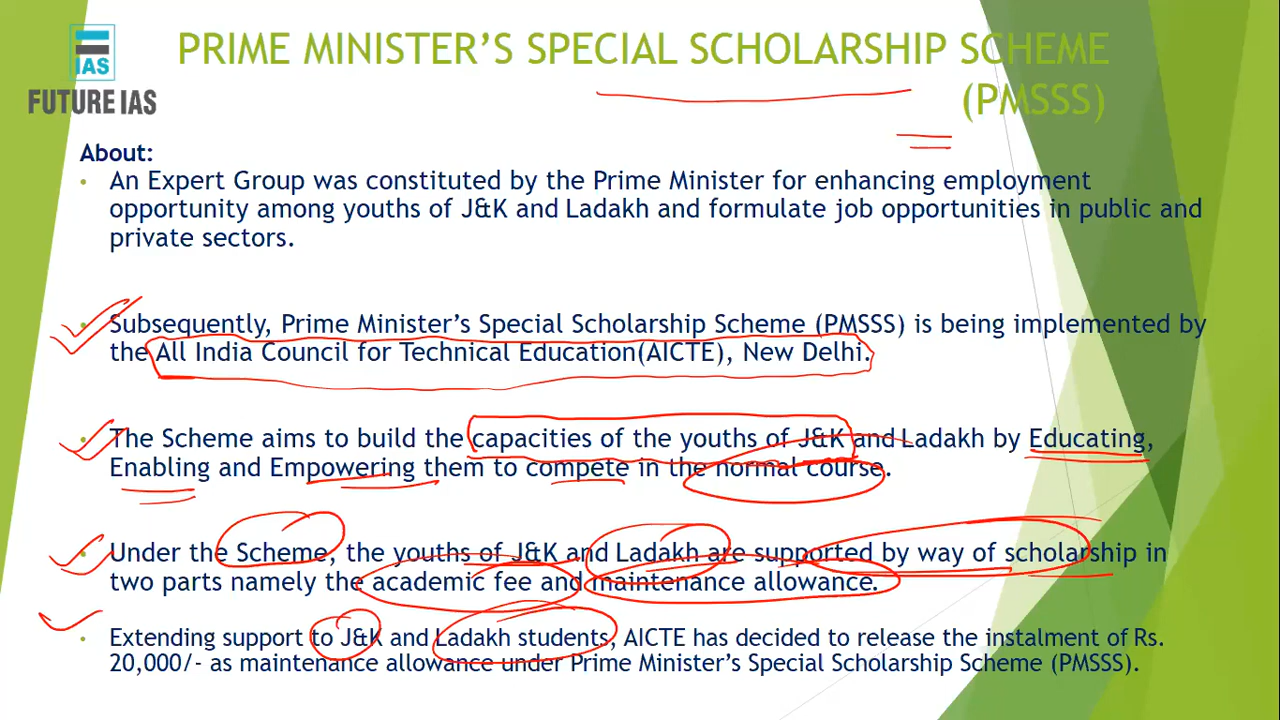 PRIME MINISTER'S SPECIAL SCHOLARSHIP SCHEME
(PMSSS)
IAS
FUTURE IAS
About:
• An Expert Group was constituted by the Prime Minister for enhancing employment
opportunity among youths of J&K and Ladakh and formulate job opportunities in public and
private sectors.
• Subsequently, Prime Minister's Special Scholarship Scheme (PMSSS) is being implemented by
the All India Council for Technical Education(AICTE), New Delhi.
• The Scheme aims to build the capacities of the youths of J&K and Ladakh by Educating,
Enabling and Empowering them to compete in the normal course.
• Under the Scheme, the youths of J&K and Ladakh are supported by way of scholarship in
two parts namely the academic fee and maintenance allowance.
• Extending support to J&K and Ladakh students, AICTE has decided to release the instalment of Rs.
20,000/- as maintenance allowance under Prime Minister's Special Scholarship Scheme (PMSSS).